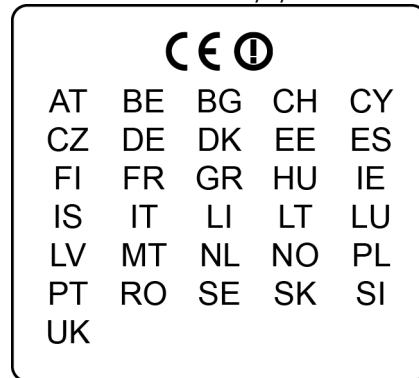 CE
AT BE BG CH CY
CZ DE DK EE ES
FI FR GR HU IE
IS IT LI LT LU
LV MT NL NO PL
PT RO SE SK SI
UK